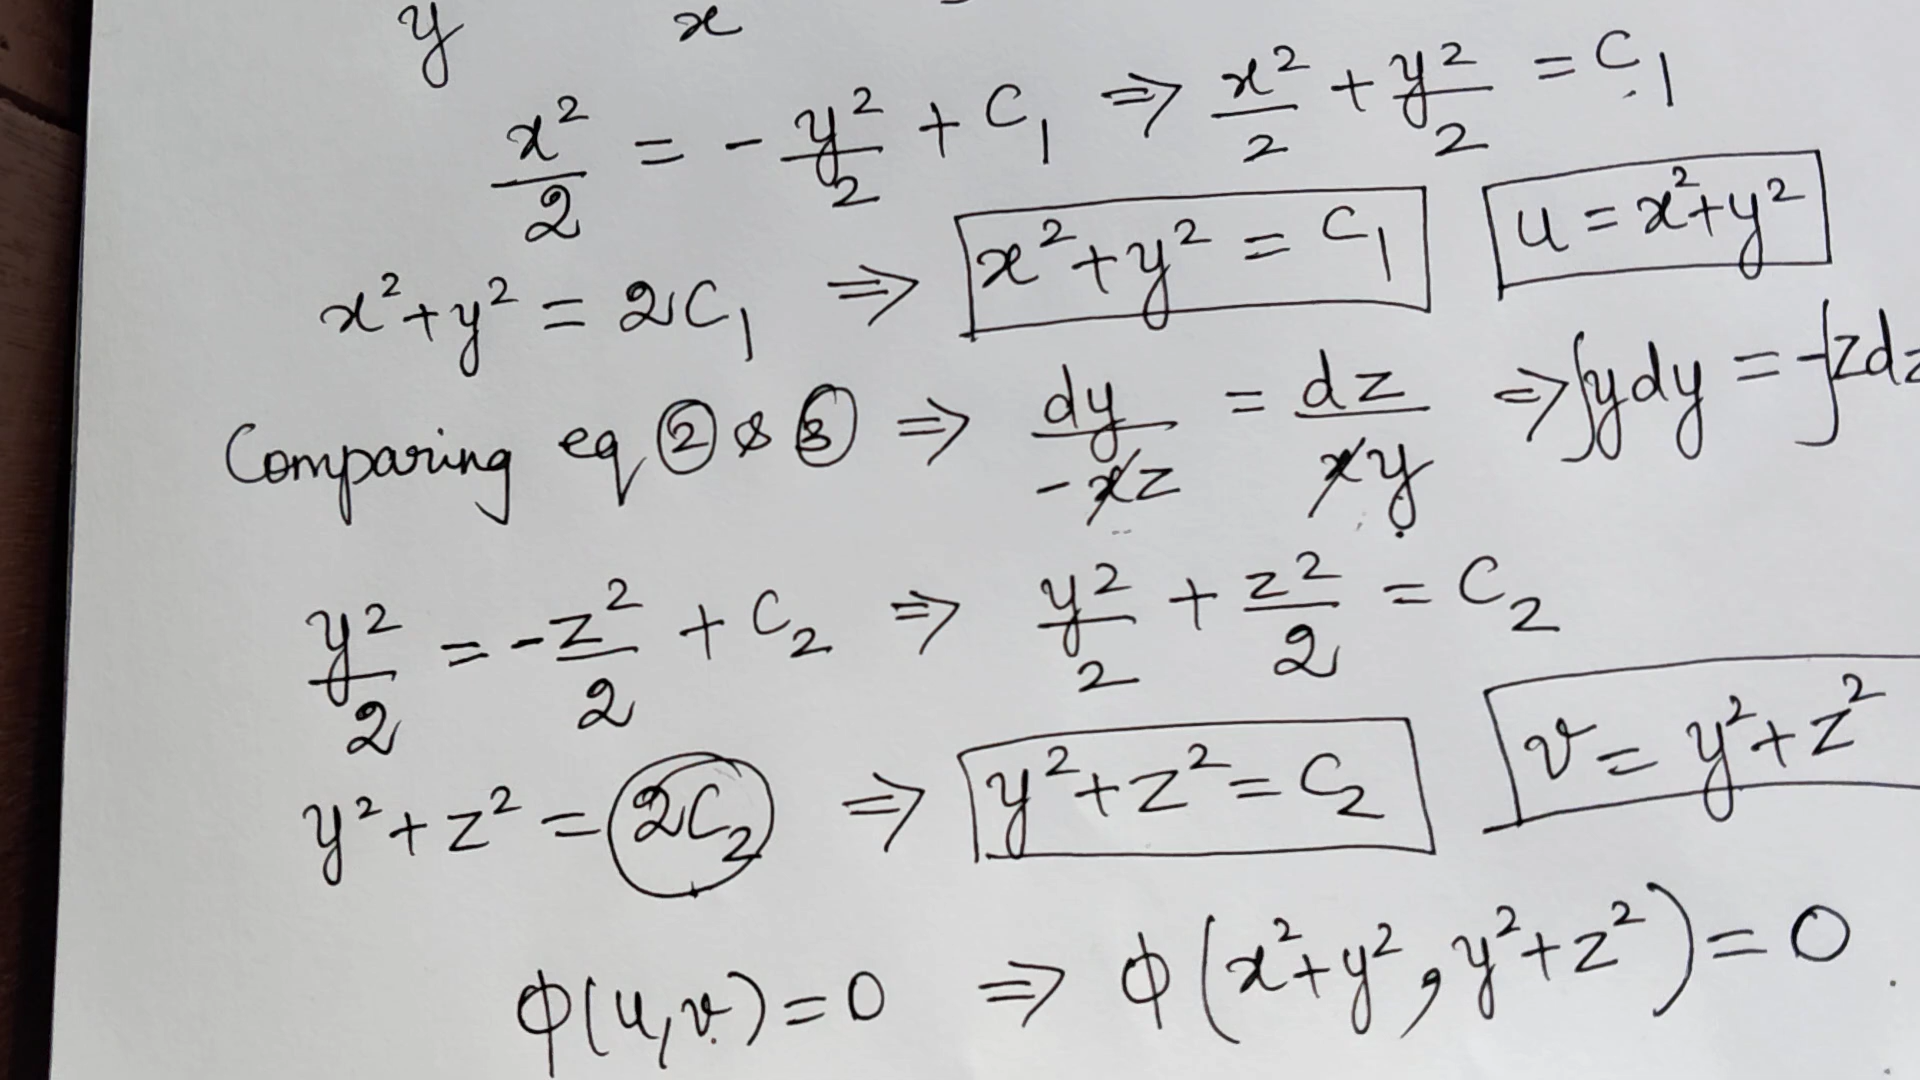 y x
x²/2 = - y²/2 + C₁ ⇒ x²/2 + y²/2 = C₁
x² + y² = 2C₁ ⇒ x² + y² = C₁ u = x² + y²
Comparing eq ② & ③ ⇒ dy/-xz = dz/xy ⇒ ∫ydy = -∫zdz
y²/2 = -z²/2 + C₂ ⇒ y²/2 + z²/2 = C₂
y² + z² = 2C₂ ⇒ y² + z² = C₂ v = y² + z²
ϕ(u,v) = 0 ⇒ ϕ(x² + y², y² + z²) = 0